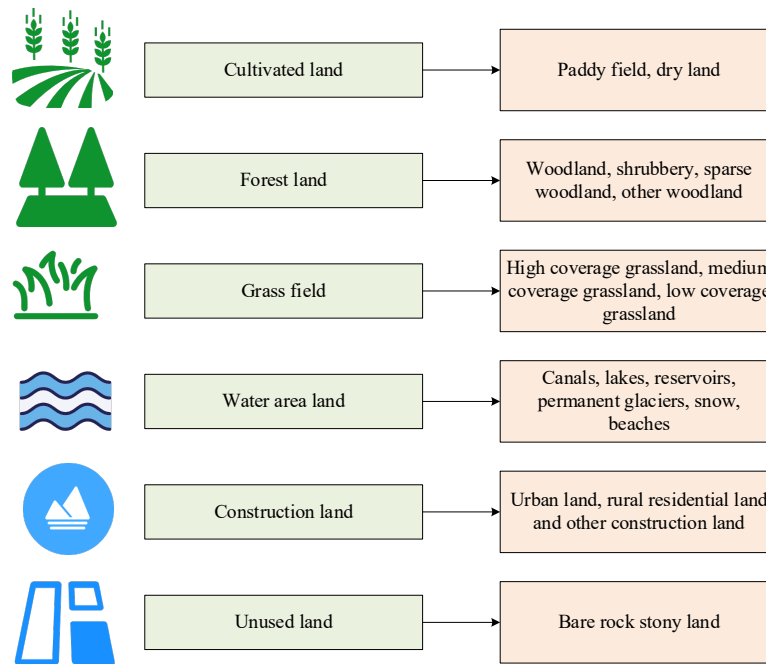 Cultivated land
Paddy field, dry land
Forest land
Woodland, shrubbery, sparse
woodland, other woodland
Grass field
High coverage grassland, medium
coverage grassland, low coverage
grassland
Water area land
Canals, lakes, reservoirs,
permanent glaciers, snow,
beaches
Construction land
Urban land, rural residential land
and other construction land
Unused land
Bare rock stony land